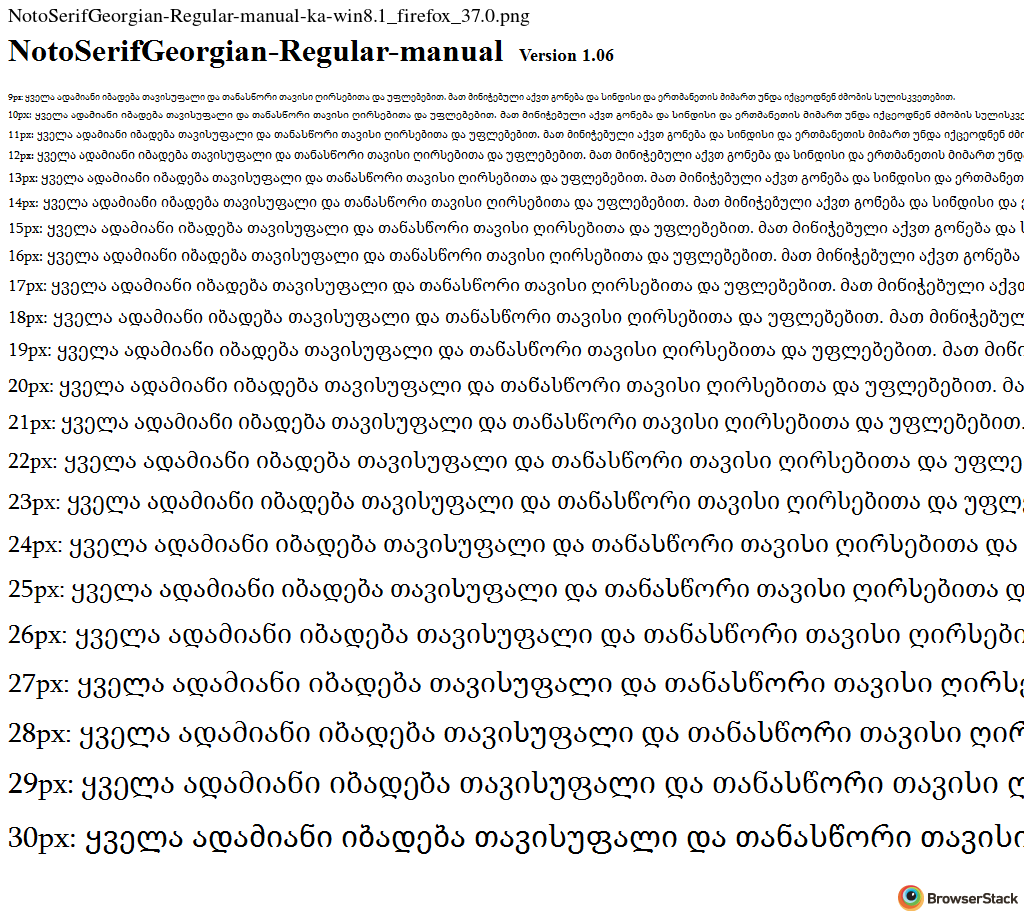 NotoSerifGeorgian-Regular-manual-ka-win8.1_firefox_37.0.png
NotoSerifGeorgian-Regular-manual Version 1.06
9px: ყველა ადამიანი იბადება თავისუფალი და თანასწორი თავისი ღირსებითა და უფლებებით. მათ მინიჭებული აქვთ გონება და სინდისი და ერთმანეთის მიმართ უნდა იქცეოდნენ ძმობის სულისკვეთებით.
10px: ყველა ადამიანი იბადება თავისუფალი და თანასწორი თავისი ღირსებითა და უფლებებით. მათ მინიჭებული აქვთ გონება და სინდისი და ერთმანეთის მიმართ უნდა იქცეოდნენ ძმობის სულისკვე
11px: ყველა ადამიანი იბადება თავისუფალი და თანასწორი თავისი ღირსებითა და უფლებებით. მათ მინიჭებული აქვთ გონება და სინდისი და ერთმანეთის მიმართ უნდა იქცეოდნენ ძმო
12px: ყველა ადამიანი იბადება თავისუფალი და თანასწორი თავისი ღირსებითა და უფლებებით. მათ მინიჭებული აქვთ გონება და სინდისი და ერთმანეთის მიმართ უნდ
13px: ყველა ადამიანი იბადება თავისუფალი და თანასწორი თავისი ღირსებითა და უფლებებით. მათ მინიჭებული აქვთ გონება და სინდისი და ერთმანეთ
14px: ყველა ადამიანი იბადება თავისუფალი და თანასწორი თავისი ღირსებითა და უფლებებით. მათ მინიჭებული აქვთ გონება და სინდისი და ე
15px: ყველა ადამიანი იბადება თავისუფალი და თანასწორი თავისი ღირსებითა და უფლებებით. მათ მინიჭებული აქვთ გონება და ს
16px: ყველა ადამიანი იბადება თავისუფალი და თანასწორი თავისი ღირსებითა და უფლებებით. მათ მინიჭებული აქვთ გონება
17px: ყველა ადამიანი იბადება თავისუფალი და თანასწორი თავისი ღირსებითა და უფლებებით. მათ მინიჭებული აქვთ
18px: ყველა ადამიანი იბადება თავისუფალი და თანასწორი თავისი ღირსებითა და უფლებებით. მათ მინიჭებულ
19px: ყველა ადამიანი იბადება თავისუფალი და თანასწორი თავისი ღირსებითა და უფლებებით. მათ მინი
20px: ყველა ადამიანი იბადება თავისუფალი და თანასწორი თავისი ღირსებითა და უფლებებით. მა
21px: ყველა ადამიანი იბადება თავისუფალი და თანასწორი თავისი ღირსებითა და უფლებებით.
22px: ყველა ადამიანი იბადება თავისუფალი და თანასწორი თავისი ღირსებითა და უფლე
23px: ყველა ადამიანი იბადება თავისუფალი და თანასწორი თავისი ღირსებითა და უფლე
24px: ყველა ადამიანი იბადება თავისუფალი და თანასწორი თავისი ღირსებითა და
25px: ყველა ადამიანი იბადება თავისუფალი და თანასწორი თავისი ღირსებითა დ
26px: ყველა ადამიანი იბადება თავისუფალი და თანასწორი თავისი ღირსები
27px: ყველა ადამიანი იბადება თავისუფალი და თანასწორი თავისი ღირსე
28px: ყველა ადამიანი იბადება თავისუფალი და თანასწორი თავისი ღირ
29px: ყველა ადამიანი იბადება თავისუფალი და თანასწორი თავისი ღ
30px: ყველა ადამიანი იბადება თავისუფალი და თანასწორი თავისი
BrowserStack